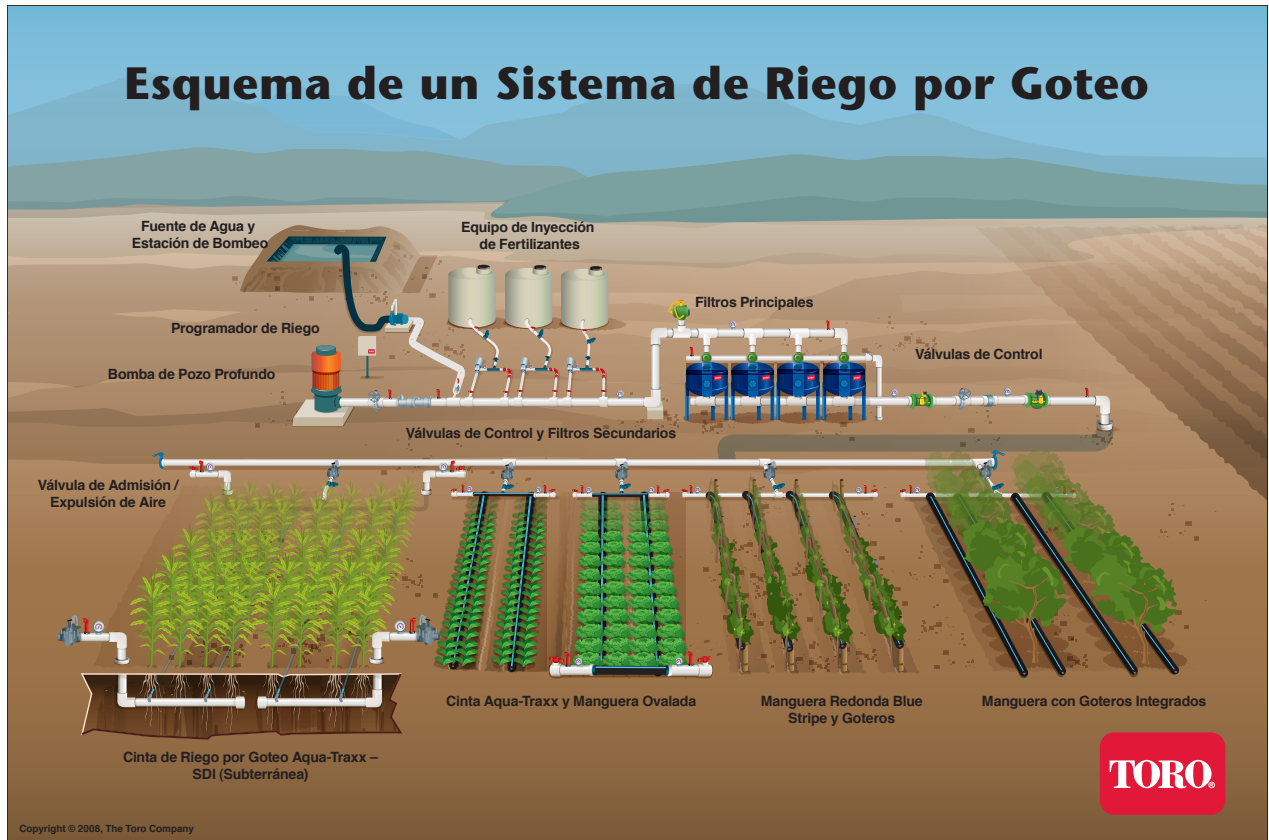 Esquema de un Sistema de Riego por Goteo
Fuente de Agua y
Estación de Bombeo
Equipo de Inyección
de Fertilizantes
Filtros Principales
Programador de Riego
Válvulas de Control
Bomba de Pozo Profundo
Válvulas de Control y Filtros Secundarios
Válvula de Admisión /
Expulsión de Aire
Cinta Aqua-Traxx y Manguera Ovalada
Manguera Redonda Blue
Stripe y Goteros
Manguera con Goteros Integrados
Cinta de Riego por Goteo Aqua-Traxx –
SDI (Subterránea)
TORO®
Copyright © 2008, The Toro Company